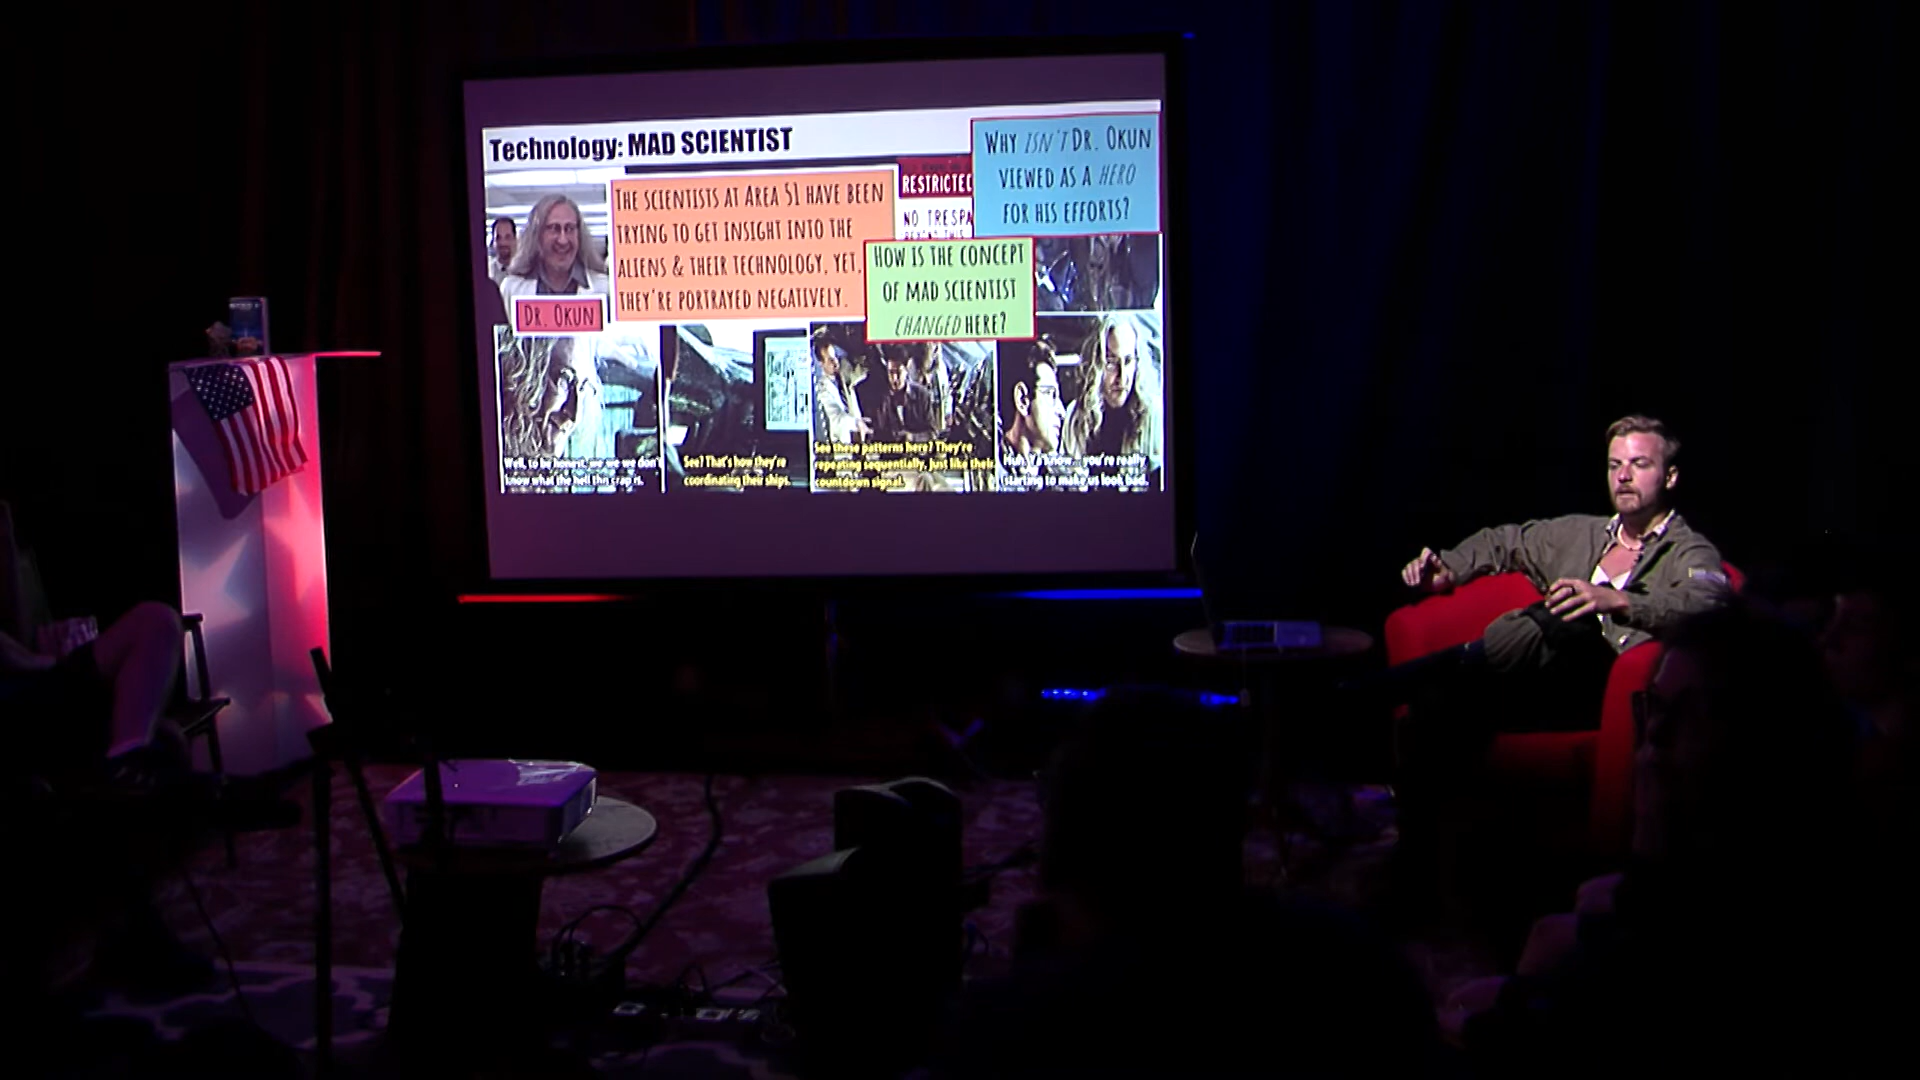 Technology: MAD SCIENTIST
WHY ISN'T DR. OKUN
VIEWED AS A HERO
FOR HIS EFFORTS?
THE SCIENTISTS AT AREA 51 HAVE BEEN
TRYING TO GET INSIGHT INTO THE
ALIENS & THEIR TECHNOLOGY, YET,
THEY'RE PORTRAYED NEGATIVELY.
RESTRICTED
NO TRESPA
HOW IS THE CONCEPT
OF MAD SCIENTIST
CHANGED HERE?
DR. OKUN
Well, to be honest, we we we don't
know what the hell this crap is.
See? That's how they're
coordinating their ships.
See these patterns here? They're
repeating sequentially, just like their
countdown signal.
Huh. Ya know... you're really
starting to make us look bad.